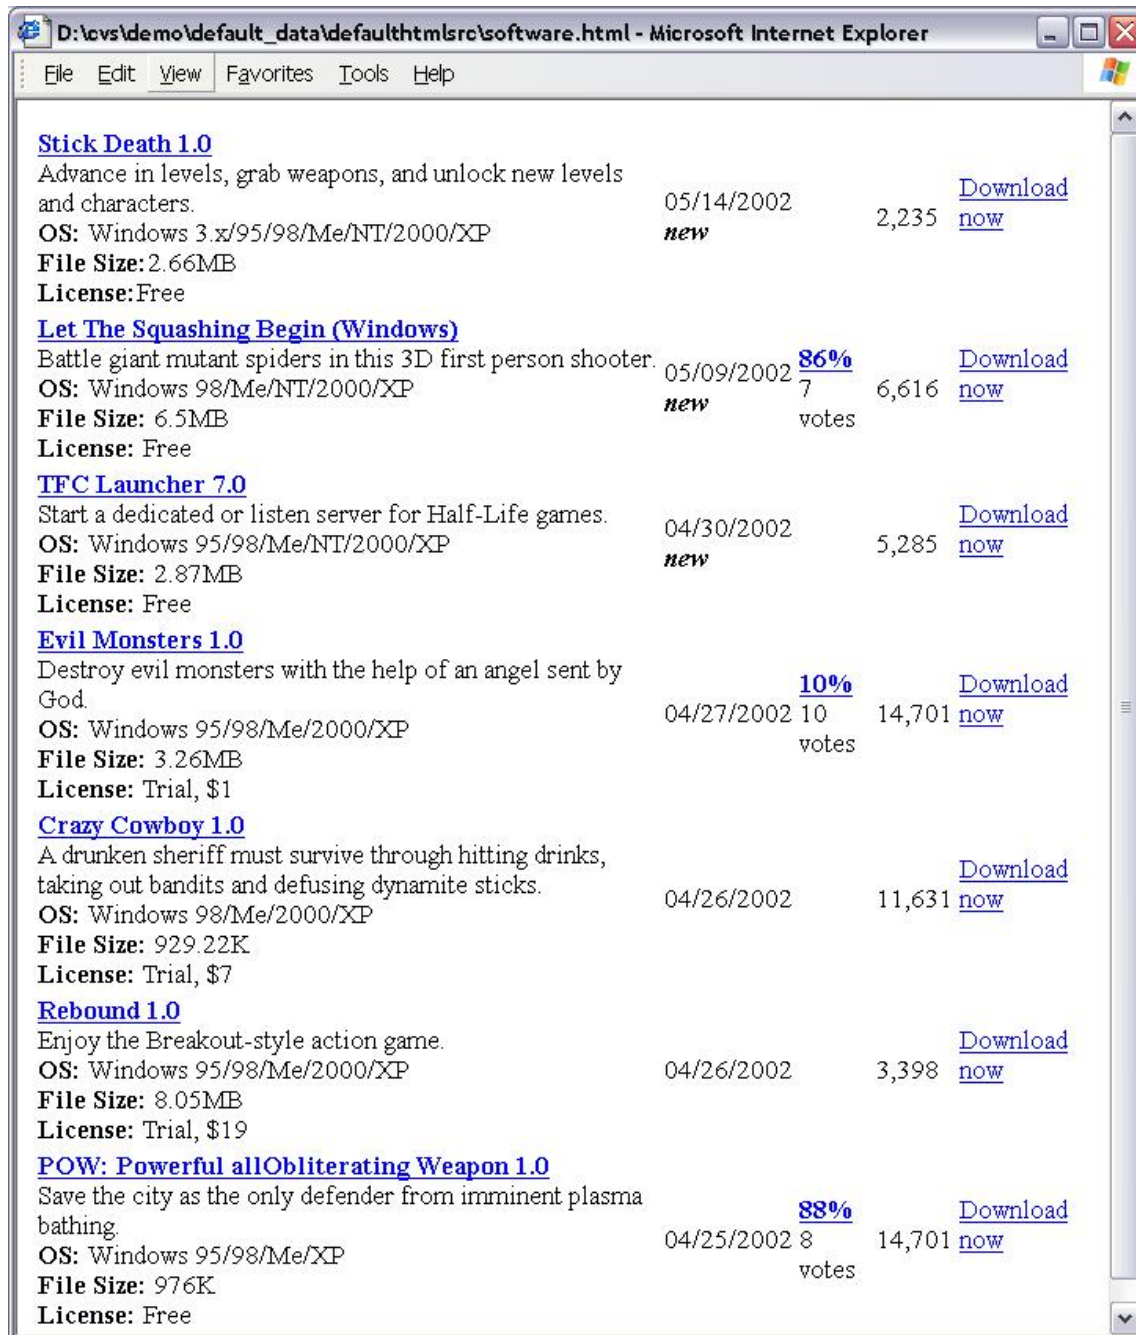 D:\cvs\demo\default_data\defaulthtmlsrc\software.html - Microsoft Internet Explorer
File Edit View Favorites Tools Help
Stick Death 1.0
Advance in levels, grab weapons, and unlock new levels
and characters.
OS: Windows 3.x/95/98/Me/NT/2000/XP
File Size:2.66MB
License:Free
05/14/2002
new
2,235
Download
now
Let The Squashing Begin (Windows)
Battle giant mutant spiders in this 3D first person shooter.
OS: Windows 98/Me/NT/2000/XP
File Size: 6.5MB
License: Free
05/09/2002
new
86%
7
votes
6,616
Download
now
TFC Launcher 7.0
Start a dedicated or listen server for Half-Life games.
OS: Windows 95/98/Me/NT/2000/XP
File Size: 2.87MB
License: Free
04/30/2002
new
5,285
Download
now
Evil Monsters 1.0
Destroy evil monsters with the help of an angel sent by
God.
OS: Windows 95/98/Me/2000/XP
File Size: 3.26MB
License: Trial, $1
04/27/2002
10%
10
votes
14,701
Download
now
Crazy Cowboy 1.0
A drunken sheriff must survive through hitting drinks,
taking out bandits and defusing dynamite sticks.
OS: Windows 98/Me/2000/XP
File Size: 929.22K
License: Trial, $7
04/26/2002
11,631
Download
now
Rebound 1.0
Enjoy the Breakout-style action game.
OS: Windows 95/98/Me/2000/XP
File Size: 8.05MB
License: Trial, $19
04/26/2002
3,398
Download
now
POW: Powerful allObliterating Weapon 1.0
Save the city as the only defender from imminent plasma
bathing.
OS: Windows 95/98/Me/XP
File Size: 976K
License: Free
04/25/2002
88%
8
votes
14,701
Download
now